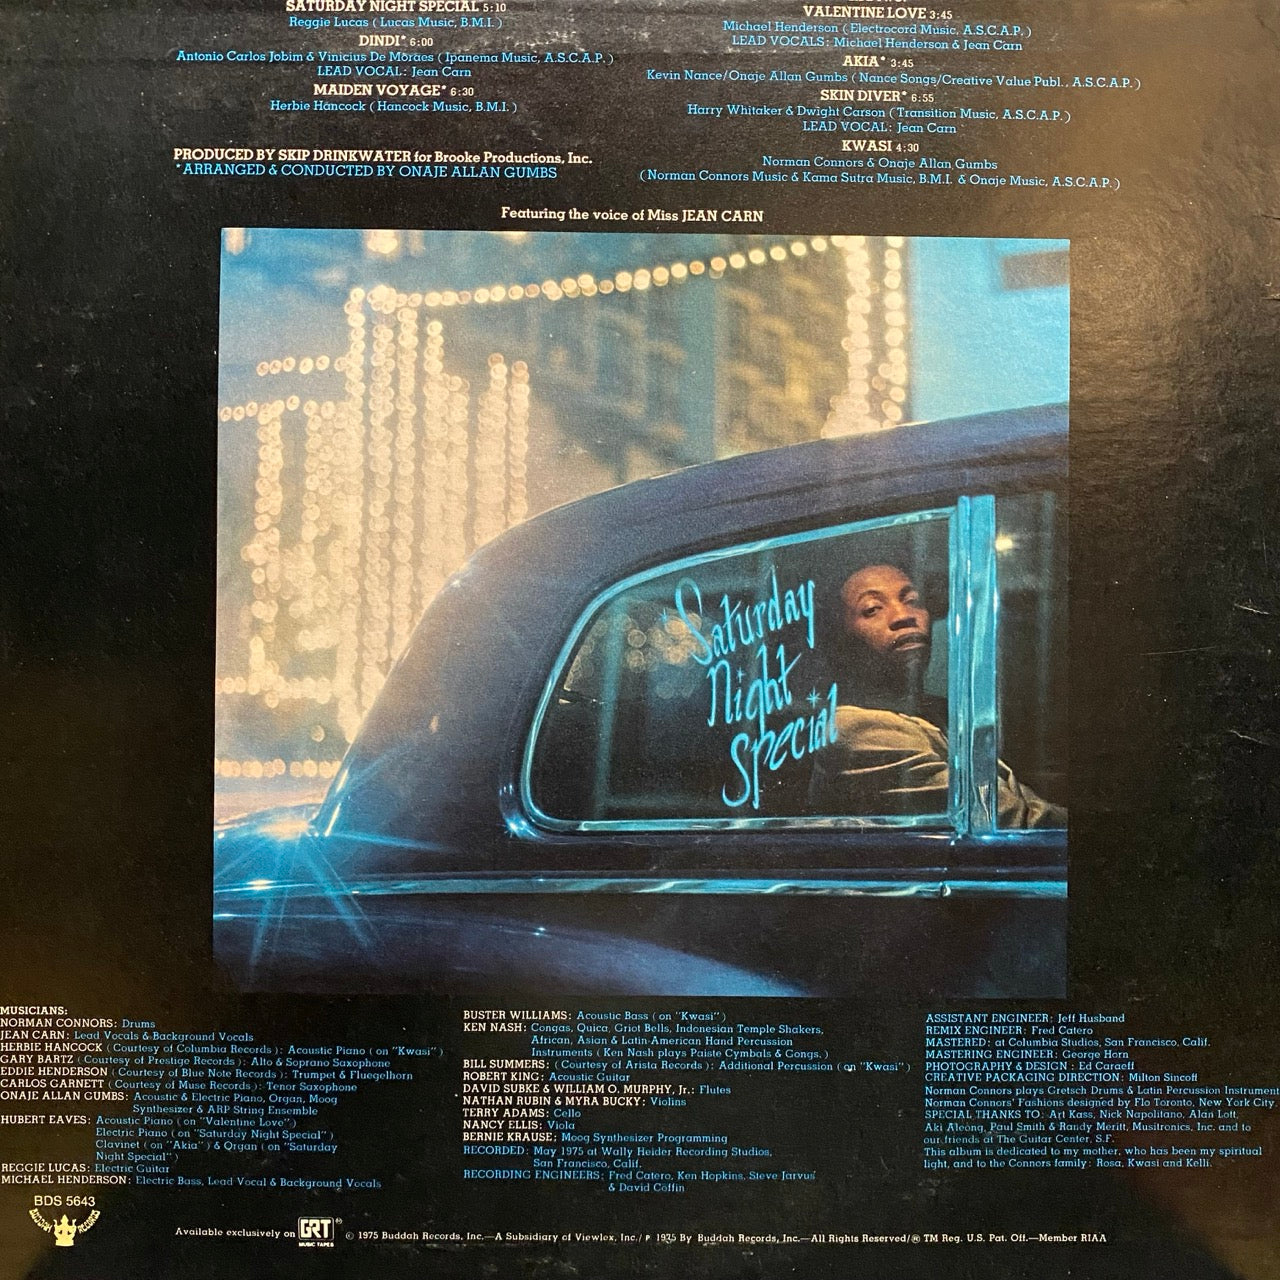 SATURDAY NIGHT SPECIAL 5:10
Reggie Lucas (Lucas Music, B.M.I.)
DINDI* 6:00
Antonio Carlos Jobim & Vinicius De Moraes (Ipanema Music, A.S.C.A.P.)
LEAD VOCAL: Jean Carn
MAIDEN VOYAGE* 6:30
Herbie Hancock (Hancock Music, B.M.I.)
PRODUCED BY SKIP DRINKWATER for Brooke Productions, Inc.
*ARRANGED & CONDUCTED BY ONAJE ALLAN GUMBS
VALENTINE LOVE 3:45
Michael Henderson (Electrocord Music, A.S.C.A.P.)
LEAD VOCALS: Michael Henderson & Jean Carn
AKIA* 3:45
Kevin Nance/Onaje Allan Gumbs (Nance Songs/Creative Value Publ., A.S.C.A.P.)
SKIN DIVER* 6:55
Harry Whitaker & Dwight Carson (Transition Music, A.S.C.A.P.)
LEAD VOCAL: Jean Carn
KWASI 4:30
Norman Connors & Onaje Allan Gumbs
(Norman Connors Music & Kama Sutra Music, B.M.I. & Onaje Music, A.S.C.A.P.)
Featuring the voice of Miss JEAN CARN
Saturday
Night
Special
MUSICIANS:
NORMAN CONNORS: Drums
JEAN CARN: Lead Vocals & Background Vocals
HERBIE HANCOCK (Courtesy of Columbia Records): Acoustic Piano (on "Kwasi")
GARY BARTZ (Courtesy of Prestige Records): Alto & Soprano Saxophone
EDDIE HENDERSON (Courtesy of Blue Note Records): Trumpet & Fluegelhorn
CARLOS GARNETT (Courtesy of Muse Records): Tenor Saxophone
ONAJE ALLAN GUMBS: Acoustic & Electric Piano, Organ, Moog
Synthesizer & ARP String Ensemble
HUBERT EAVES: Acoustic Piano (on "Valentine Love")
Electric Piano (on "Saturday Night Special")
Clavinet (on "Akia") & Organ (on "Saturday
Night Special")
REGGIE LUCAS: Electric Guitar
MICHAEL HENDERSON: Electric Bass, Lead Vocal & Background Vocals
BUSTER WILLIAMS: Acoustic Bass (on "Kwasi")
KEN NASH: Congas, Quica, Griot Bells, Indonesian Temple Shakers,
African, Asian & Latin-American Hand Percussion
Instruments (Ken Nash plays Paiste Cymbals & Gongs.)
BILL SUMMERS: (Courtesy of Arista Records): Additional Percussion (on "Kwasi")
ROBERT KING: Acoustic Guitar
DAVID SUBKE & WILLIAM O. MURPHY, Jr.: Flutes
NATHAN RUBIN & MYRA BUCKY: Violins
TERRY ADAMS: Cello
NANCY ELLIS: Viola
BERNIE KRAUSE: Moog Synthesizer Programming
RECORDED: May 1975 at Wally Heider Recording Studios,
San Francisco, Calif.
RECORDING ENGINEERS: Fred Catero, Ken Hopkins, Steve Jarvus
& David Coffin
ASSISTANT ENGINEER: Jeff Husband
REMIX ENGINEER: Fred Catero
MASTERED: at Columbia Studios, San Francisco, Calif.
MASTERING ENGINEER: George Horn
PHOTOGRAPHY & DESIGN: Ed Caraeff
CREATIVE PACKAGING DIRECTION: Milton Sincoff
Norman Connors plays Gretsch Drums & Latin Percussion Instrument
Norman Connors' Fashions designed by Flo Toronto, New York City
SPECIAL THANKS TO: Art Kass, Nick Napolitano, Alan Lott,
Aki Aleong, Paul Smith & Randy Meritt, Musitronics, Inc. and to
our friends at The Guitar Center, S.F.
This album is dedicated to my mother, who has been my spiritual
light, and to the Connors family: Rosa, Kwasi and Kelli.
BDS 5643
BUDDAH RECORDS
Available exclusively on GRT MUSIC TAPES © 1975 Buddah Records, Inc.—A Subsidiary of Viewlex, Inc./ P 1975 By Buddah Records, Inc.—All Rights Reserved/® TM Reg. U.S. Pat. Off.—Member RIAA